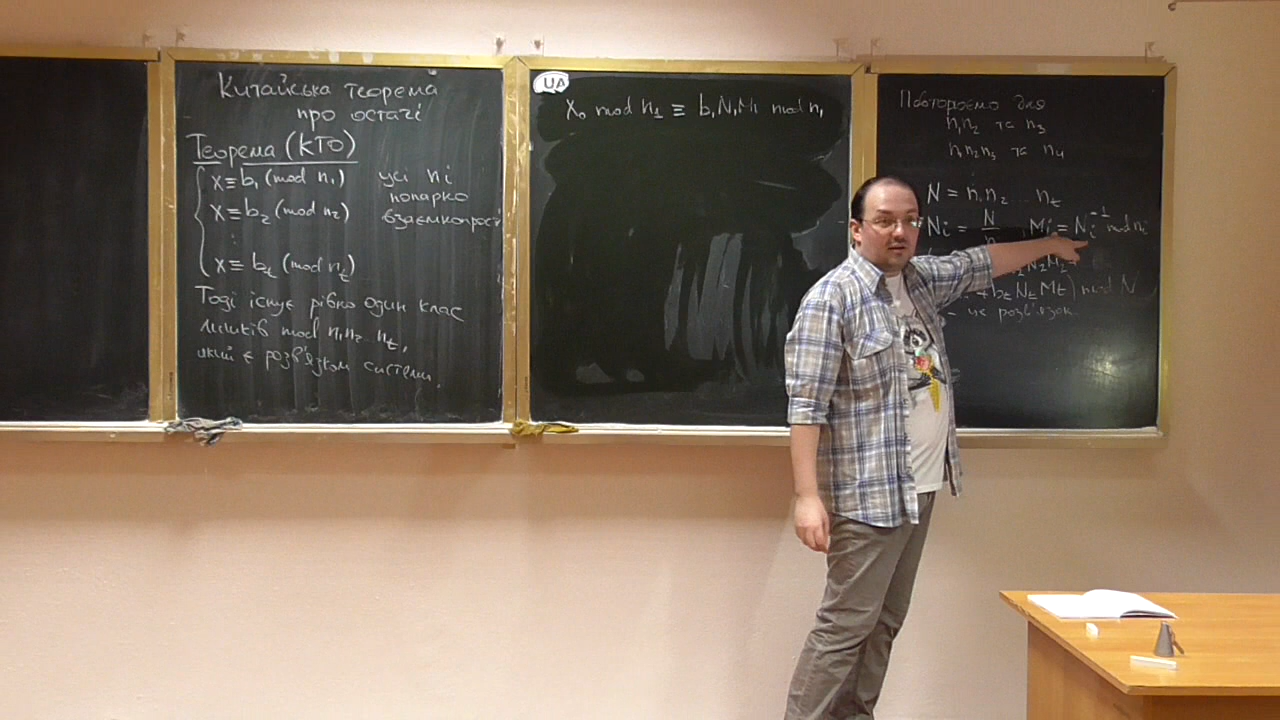 Китайська теорема
про остачі
Теорема (КТО)
x ≡ b₁ (mod n₁) усі nᵢ
попарно
x ≡ b₂ (mod n₂) взаємнопрості
⋮
x ≡ bₜ (mod nₜ)
Тоді існує рівно один клас
лишків mod n₁n₂ nₜ,
який є розв'язком системи.
UA
x₀ mod n₁ ≡ b₁N₁M₁ mod n₁
Повторюємо для
n₁n₂ та n₃
n₁n₂n₃ та n₄
N = n₁n₂ … nₜ
Nᵢ = N/n , Mᵢ = Nᵢ⁻¹ mod nᵢ
N₂M₂
+ bₜNₜMₜ) mod N
– це розв'язок.